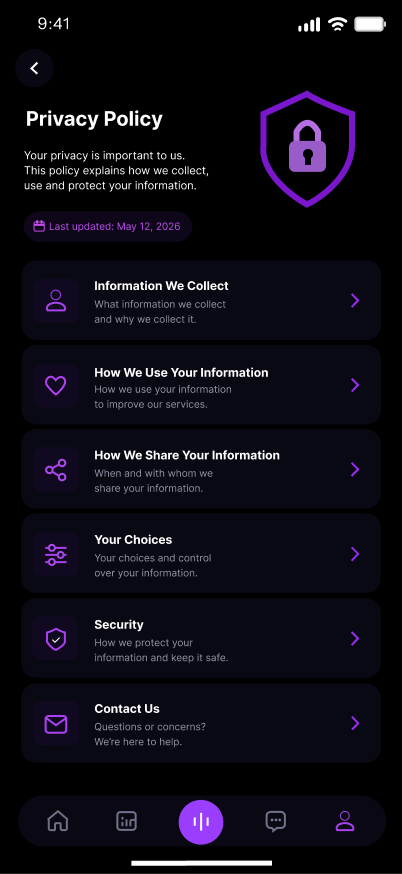 9:41
Privacy Policy
Your privacy is important to us.
This policy explains how we collect,
use and protect your information.
Last updated: May 12, 2026
Information We Collect
What information we collect
and why we collect it.
How We Use Your Information
How we use your information
to improve our services.
How We Share Your Information
When and with whom we
share your information.
Your Choices
Your choices and control
over your information.
Security
How we protect your
information and keep it safe.
Contact Us
Questions or concerns?
We're here to help.